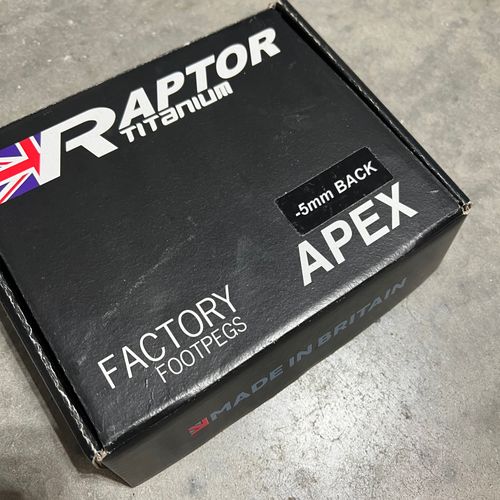 RAPTOR
TITANIUM
-5mm BACK
APEX
FACTORY
FOOTPEGS
MADE IN BRITAIN